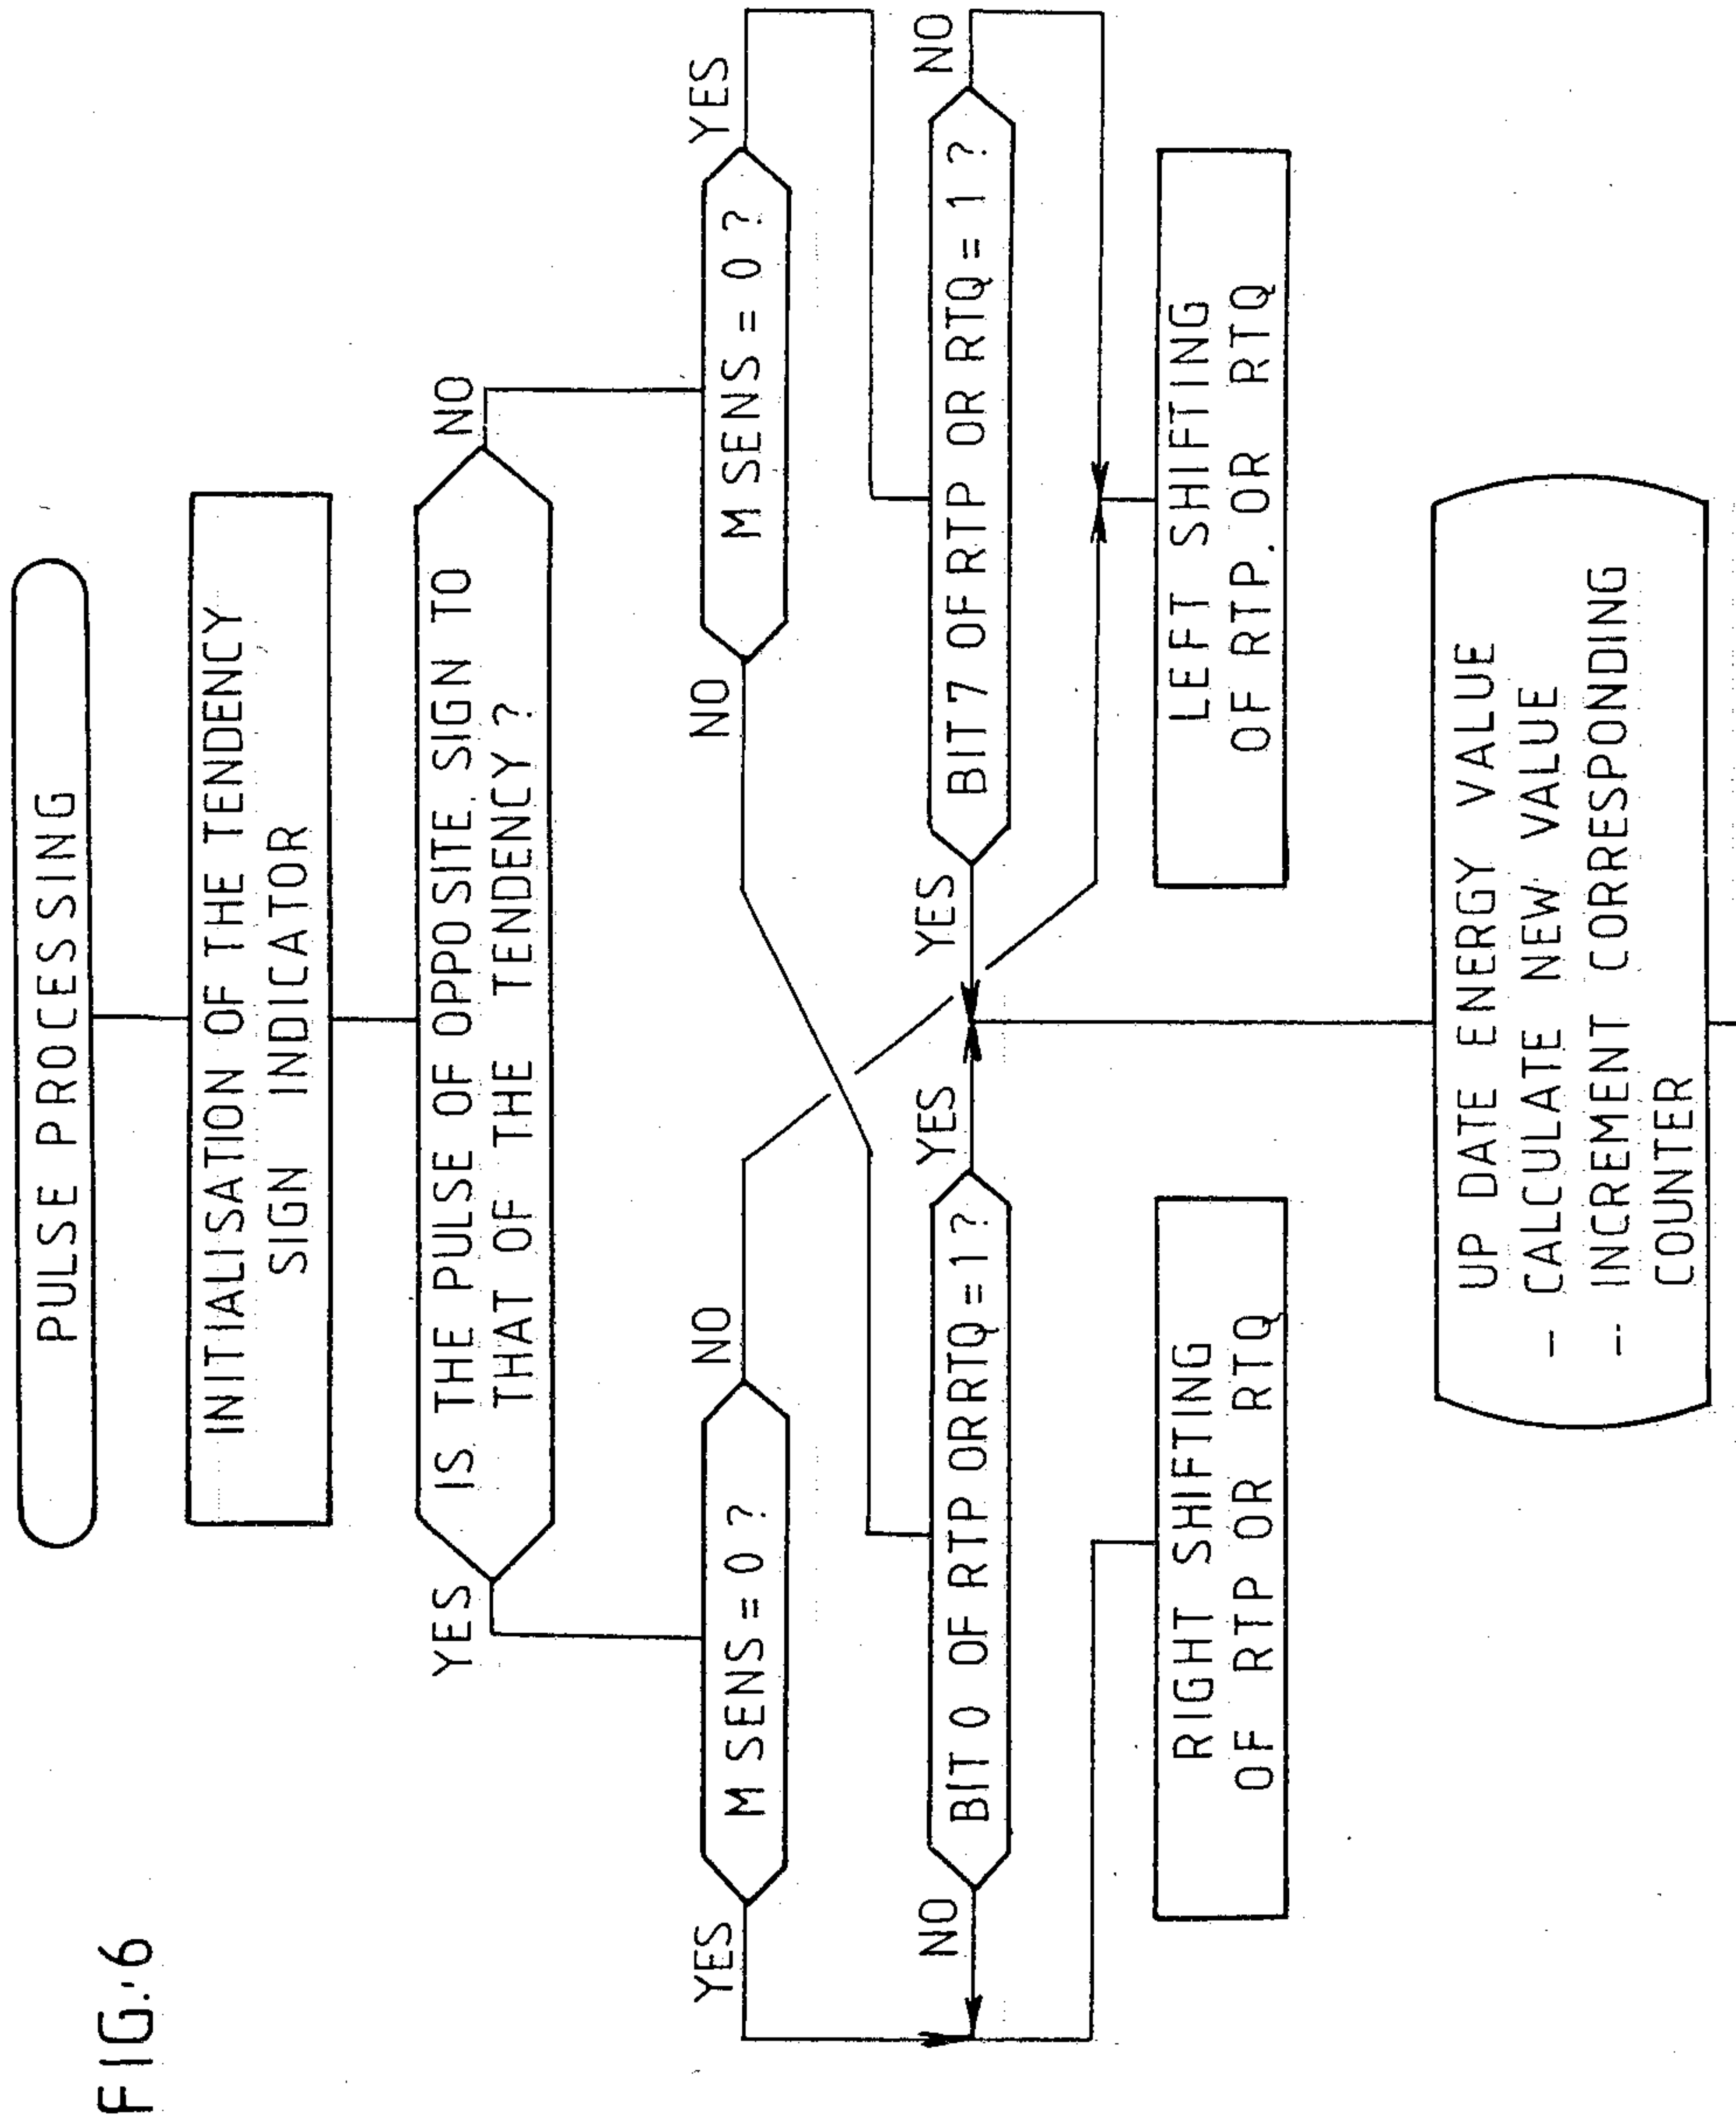 FIG. 6
PULSE PROCESSING
INITIALISATION OF THE TENDENCY
SIGN INDICATOR
IS THE PULSE OF OPPOSITE SIGN TO
THAT OF THE TENDENCY ?
YES
NO
M SENS = 0 ?
YES
NO
M SENS = 0 ?
NO
YES
BIT 0 OF RTP OR RTQ = 1 ?
NO
YES
BIT 7 OF RTP OR RTQ = 1 ?
YES
NO
RIGHT SHIFTING
OF RTP OR RTQ
LEFT SHIFTING
OF RTP OR RTQ
UP DATE ENERGY VALUE
- CALCULATE NEW VALUE
- INCREMENT CORRESPONDING
COUNTER